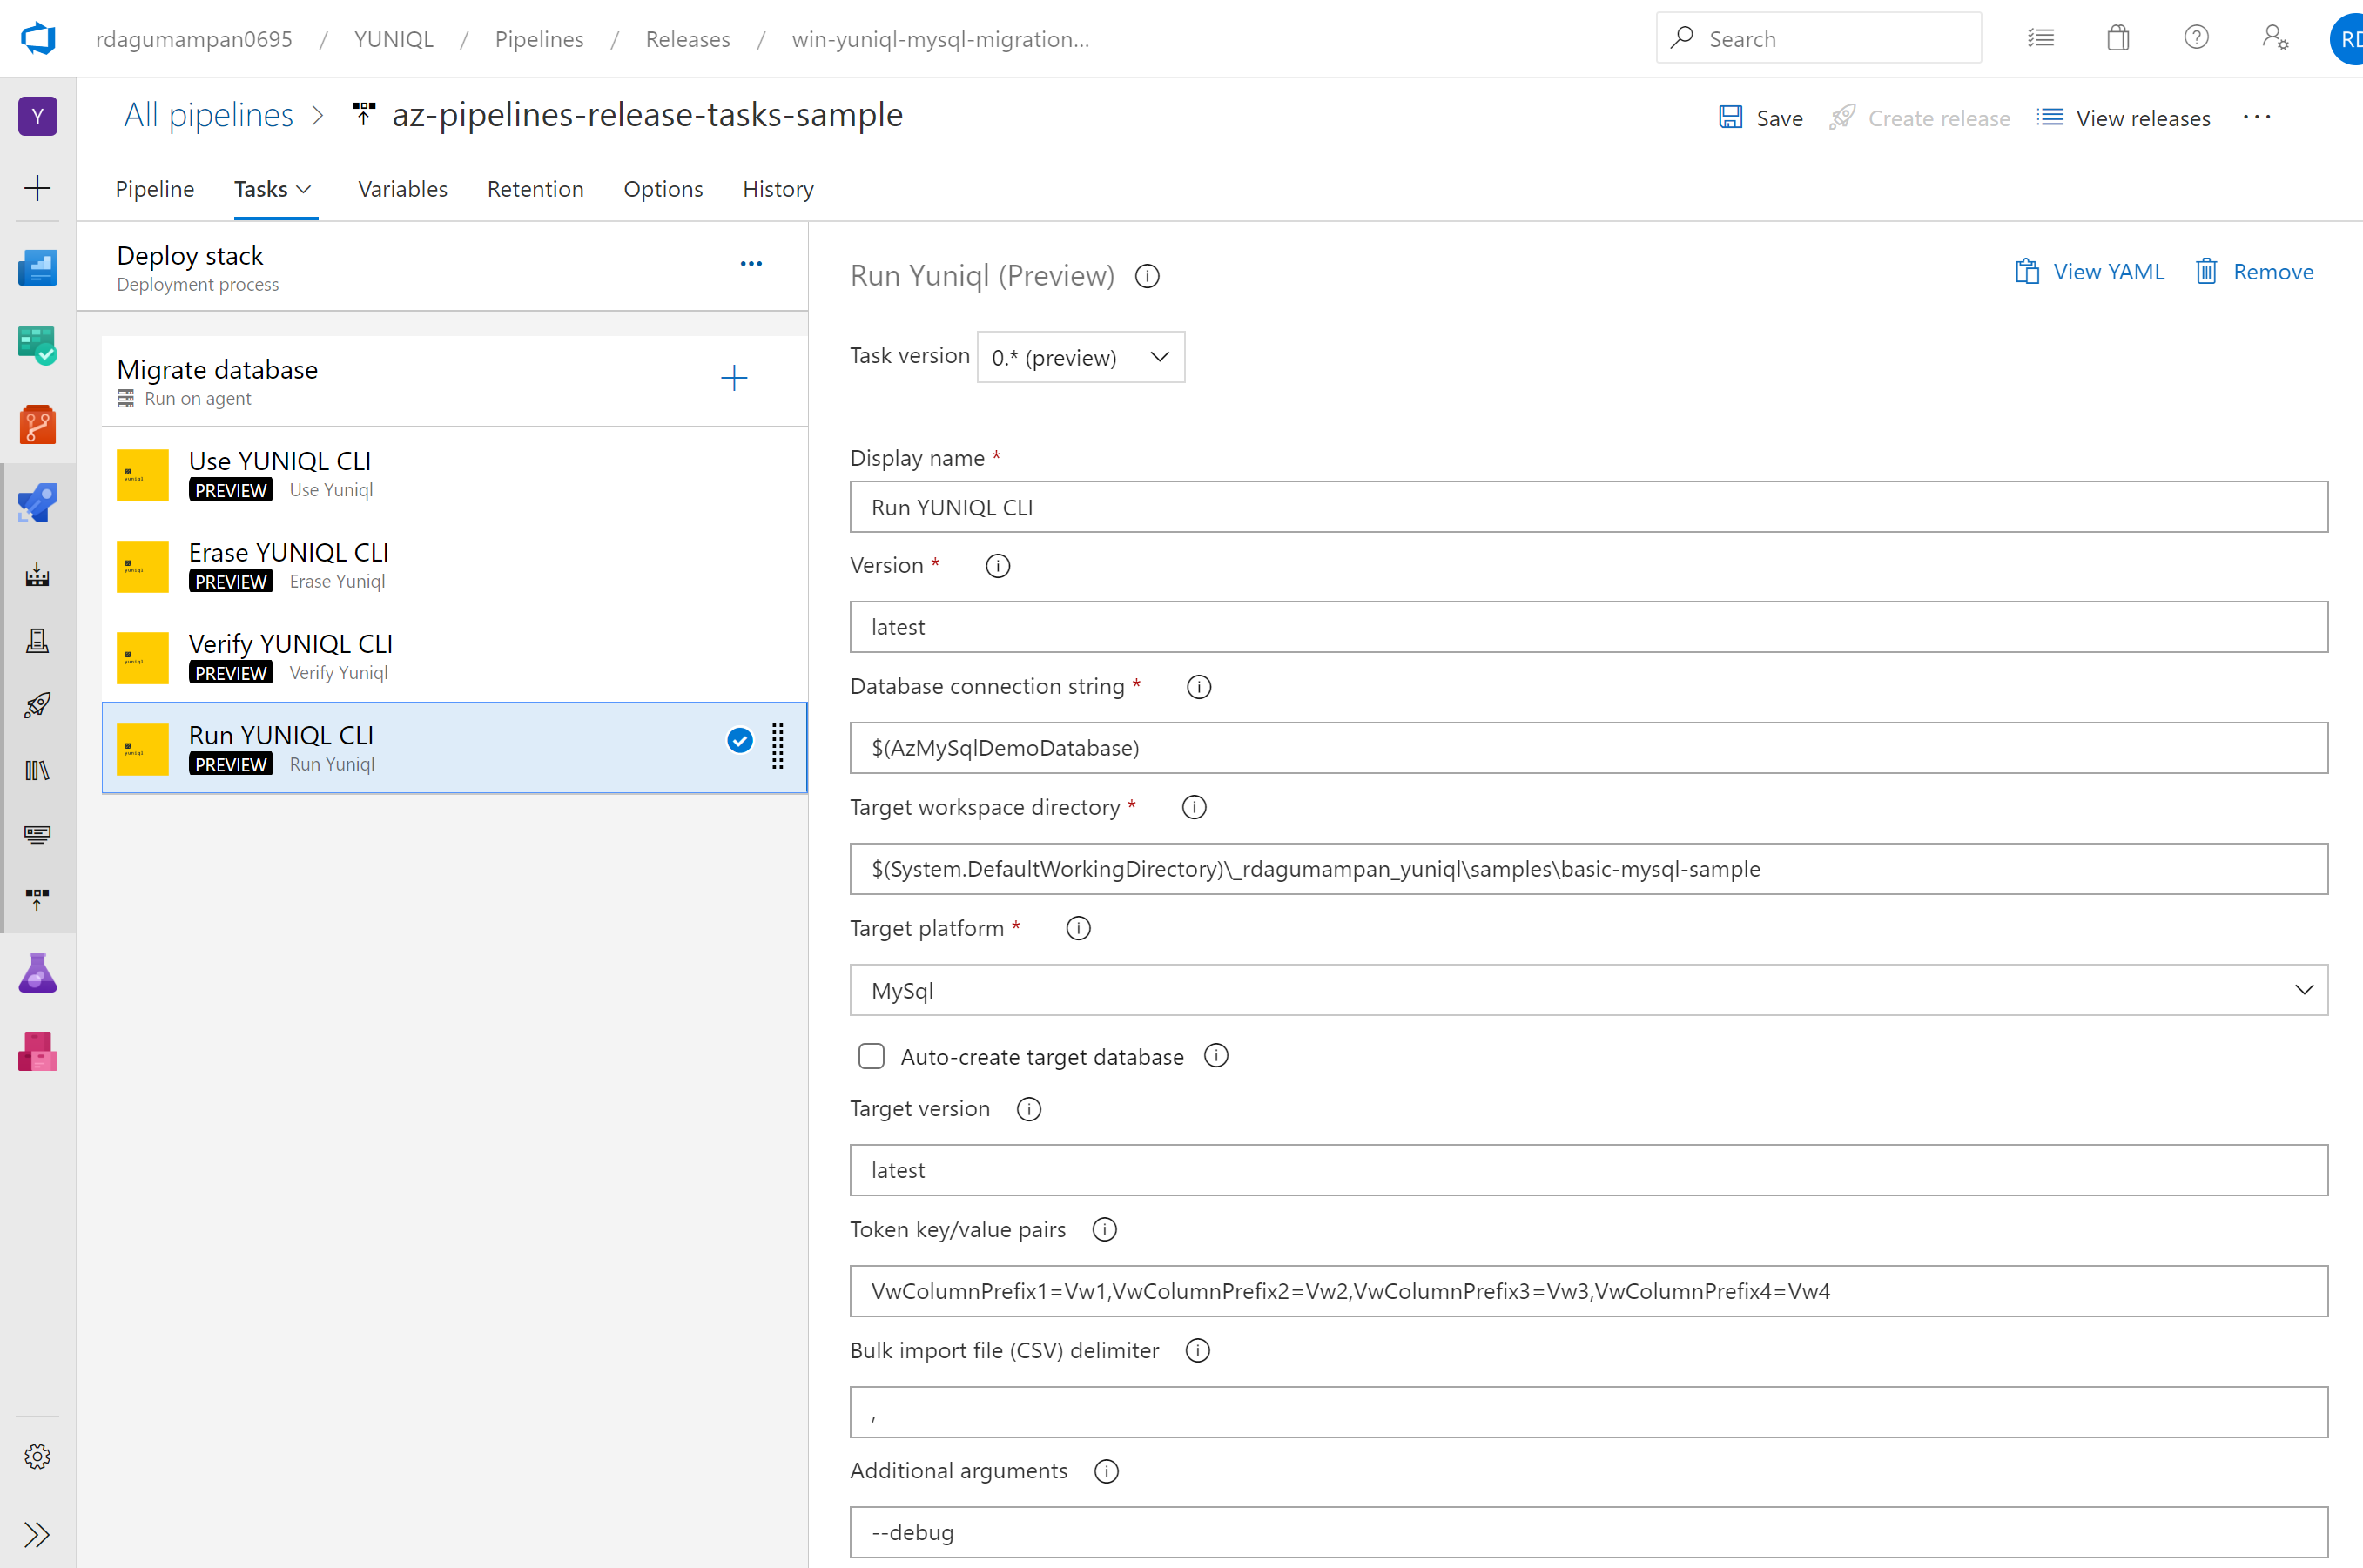 rdagumampan0695 / YUNIQL / Pipelines / Releases / win-yuniql-mysql-migration...
Search
RD
Y
All pipelines > az-pipelines-release-tasks-sample
Save
Create release
View releases
Pipeline
Tasks
Variables
Retention
Options
History
Deploy stack
Deployment process
Migrate database
Run on agent
yuniql
Use YUNIQL CLI
PREVIEW Use Yuniql
yuniql
Erase YUNIQL CLI
PREVIEW Erase Yuniql
yuniql
Verify YUNIQL CLI
PREVIEW Verify Yuniql
yuniql
Run YUNIQL CLI
PREVIEW Run Yuniql
Run Yuniql (Preview)
View YAML
Remove
Task version 0.* (preview)
Display name *
Run YUNIQL CLI
Version *
latest
Database connection string *
$(AzMySqlDemoDatabase)
Target workspace directory *
$(System.DefaultWorkingDirectory)\_rdagumampan_yuniql\samples\basic-mysql-sample
Target platform *
MySql
Auto-create target database
Target version
latest
Token key/value pairs
VwColumnPrefix1=Vw1,VwColumnPrefix2=Vw2,VwColumnPrefix3=Vw3,VwColumnPrefix4=Vw4
Bulk import file (CSV) delimiter
,
Additional arguments
--debug